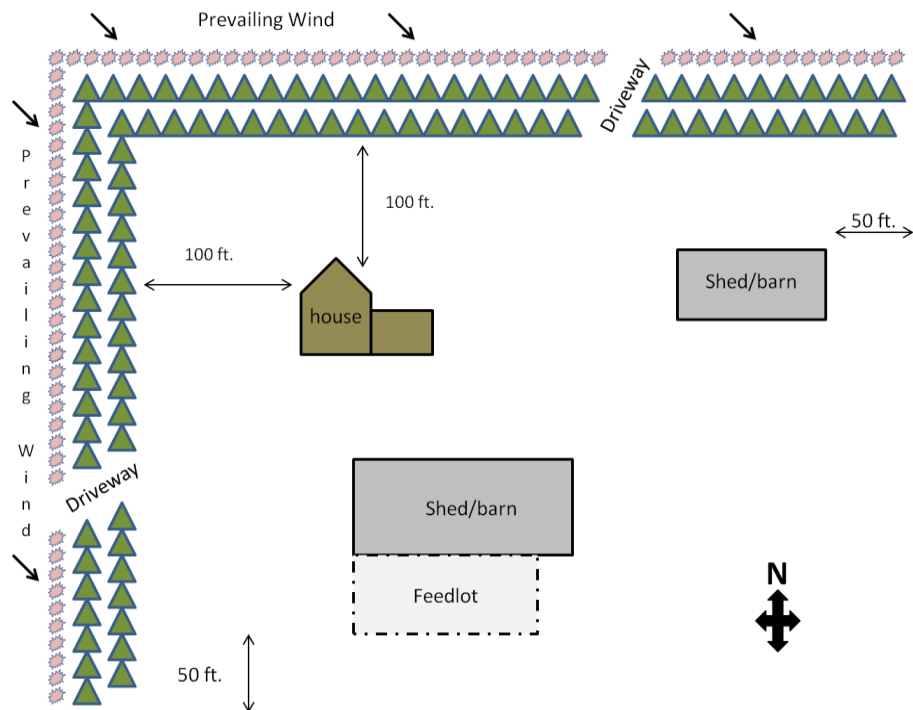 Prevailing Wind
Driveway
Prevailing Wind
100 ft.
100 ft.
50 ft.
Shed/barn
house
Driveway
Shed/barn
Feedlot
N
50 ft.